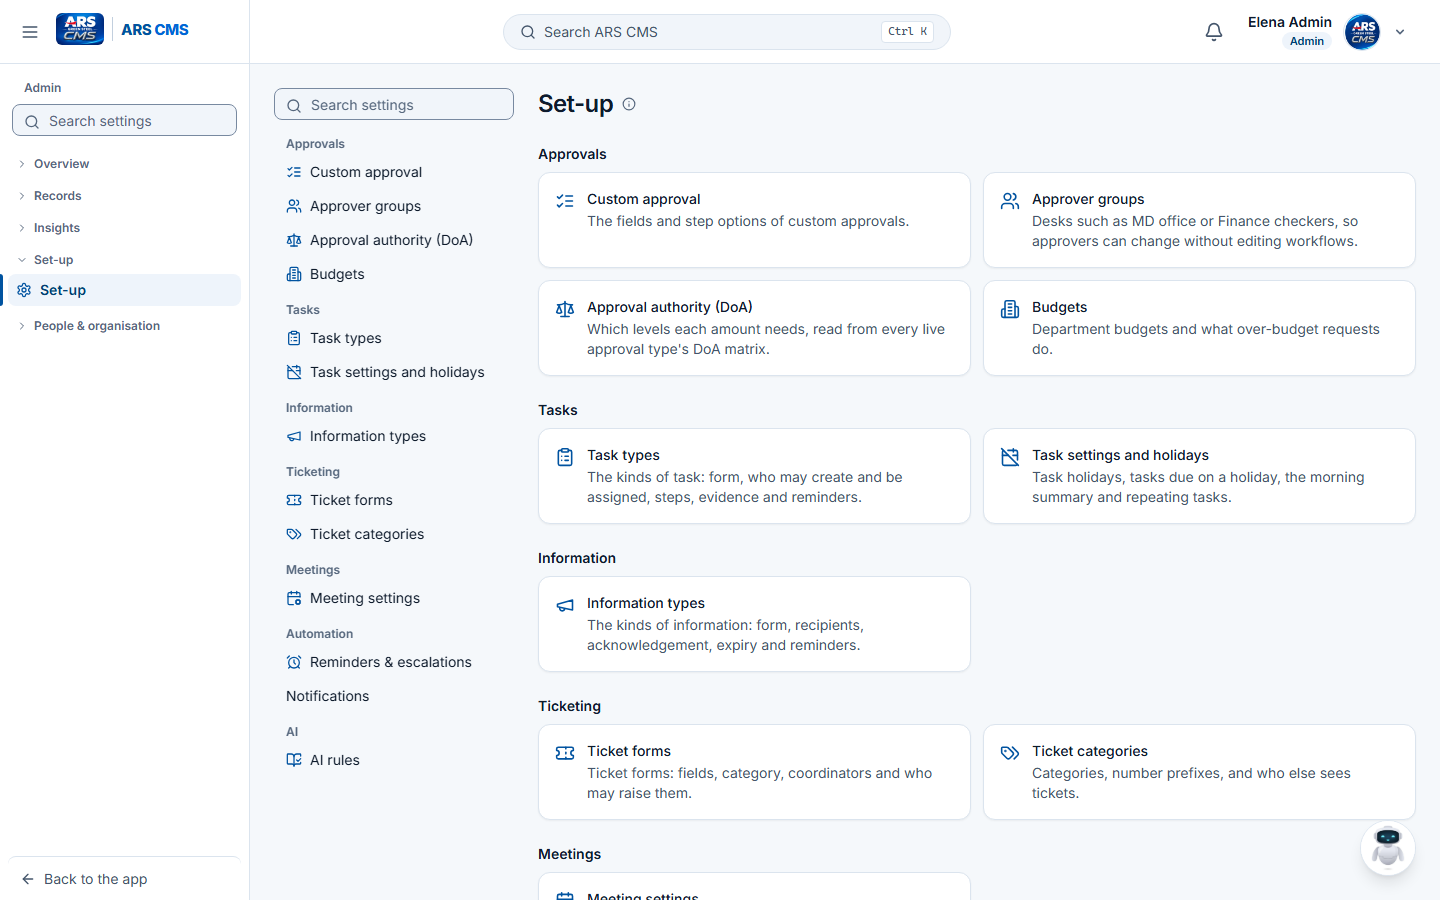 ARS
GREEN STEEL
CMS
ARS CMS
Search ARS CMS
Ctrl K
Elena Admin
Admin
ARS
CMS
Admin
Search settings
Overview
Records
Insights
Set-up
Set-up
People & organisation
Back to the app
Search settings
Approvals
Custom approval
Approver groups
Approval authority (DoA)
Budgets
Tasks
Task types
Task settings and holidays
Information
Information types
Ticketing
Ticket forms
Ticket categories
Meetings
Meeting settings
Automation
Reminders & escalations
Notifications
AI
AI rules
Set-up
Approvals
Custom approval
The fields and step options of custom approvals.
Approver groups
Desks such as MD office or Finance checkers, so
approvers can change without editing workflows.
Approval authority (DoA)
Which levels each amount needs, read from every live
approval type's DoA matrix.
Budgets
Department budgets and what over-budget requests
do.
Tasks
Task types
The kinds of task: form, who may create and be
assigned, steps, evidence and reminders.
Task settings and holidays
Task holidays, tasks due on a holiday, the morning
summary and repeating tasks.
Information
Information types
The kinds of information: form, recipients,
acknowledgement, expiry and reminders.
Ticketing
Ticket forms
Ticket forms: fields, category, coordinators and who
may raise them.
Ticket categories
Categories, number prefixes, and who else sees
tickets.
Meetings
Meeting settings